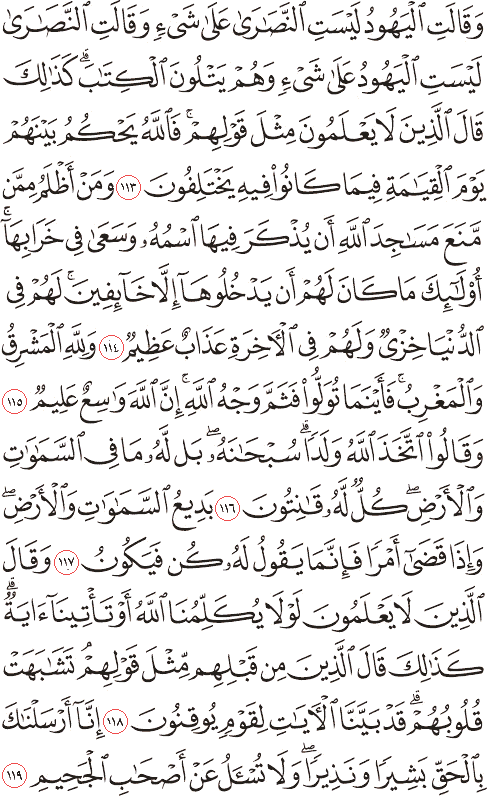 وَقَالَتِ ٱلۡيَهُودُ لَيۡسَتِ ٱلنَّصَٰرَىٰ عَلَىٰ شَيۡءٖ وَقَالَتِ ٱلنَّصَٰرَىٰ
لَيۡسَتِ ٱلۡيَهُودُ عَلَىٰ شَيۡءٖ وَهُمۡ يَتۡلُونَ ٱلۡكِتَٰبَۗ كَذَٰلِكَ
قَالَ ٱلَّذِينَ لَا يَعۡلَمُونَ مِثۡلَ قَوۡلِهِمۡۚ فَٱللَّهُ يَحۡكُمُ بَيۡنَهُمۡ
يَوۡمَ ٱلۡقِيَٰمَةِ فِيمَا كَانُواْ فِيهِ يَخۡتَلِفُونَ ١١٣ وَمَنۡ أَظۡلَمُ مِمَّن
مَّنَعَ مَسَٰجِدَ ٱللَّهِ أَن يُذۡكَرَ فِيهَا ٱسۡمُهُۥ وَسَعَىٰ فِي خَرَابِهَآۚ
أُوْلَٰٓئِكَ مَا كَانَ لَهُمۡ أَن يَدۡخُلُوهَآ إِلَّا خَآئِفِينَۚ لَهُمۡ فِي
ٱلدُّنۡيَا خِزۡيٞ وَلَهُمۡ فِي ٱلۡأٓخِرَةِ عَذَابٌ عَظِيمٞ ١١٤ وَلِلَّهِ ٱلۡمَشۡرِقُ
وَٱلۡمَغۡرِبُۚ فَأَيۡنَمَا تُوَلُّواْ فَثَمَّ وَجۡهُ ٱللَّهِۚ إِنَّ ٱللَّهَ وَٰسِعٌ عَلِيمٞ ١١٥
وَقَالُواْ ٱتَّخَذَ ٱللَّهُ وَلَدٗاۗ سُبۡحَٰنَهُۥۖ بَل لَّهُۥ مَا فِي ٱلسَّمَٰوَٰتِ
وَٱلۡأَرۡضِۖ كُلّٞ لَّهُۥ قَٰنِتُونَ ١١٦ بَدِيعُ ٱلسَّمَٰوَٰتِ وَٱلۡأَرۡضِۖ
وَإِذَا قَضَىٰٓ أَمۡرٗا فَإِنَّمَا يَقُولُ لَهُۥ كُن فَيَكُونُ ١١٧ وَقَالَ
ٱلَّذِينَ لَا يَعۡلَمُونَ لَوۡلَا يُكَلِّمُنَا ٱللَّهُ أَوۡ تَأۡتِينَآ ءَايَةٞۗ
كَذَٰلِكَ قَالَ ٱلَّذِينَ مِن قَبۡلِهِم مِّثۡلَ قَوۡلِهِمۡۘ تَشَٰبَهَتۡ
قُلُوبُهُمۡۗ قَدۡ بَيَّنَّا ٱلۡأٓيَٰتِ لِقَوۡمٖ يُوقِنُونَ ١١٨ إِنَّآ أَرۡسَلۡنَٰكَ
بِٱلۡحَقِّ بَشِيرٗا وَنَذِيرٗاۖ وَلَا تُسۡـَٔلُ عَنۡ أَصۡحَٰبِ ٱلۡجَحِيمِ ١١٩